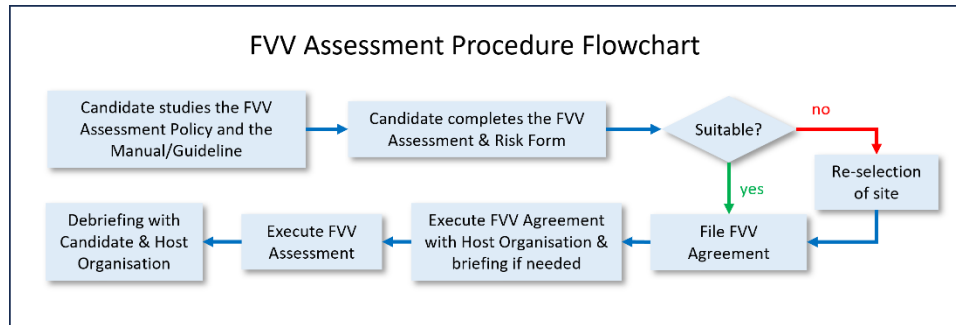 FVV Assessment Procedure Flowchart
Candidate studies the FVV
Assessment Policy and the
Manual/Guideline
Candidate completes the FVV
Assessment & Risk Form
Suitable?
no
yes
Re-selection
of site
File FVV
Agreement
Execute FVV Agreement
with Host Organisation &
briefing if needed
Execute FVV
Assessment
Debriefing with
Candidate & Host
Organisation